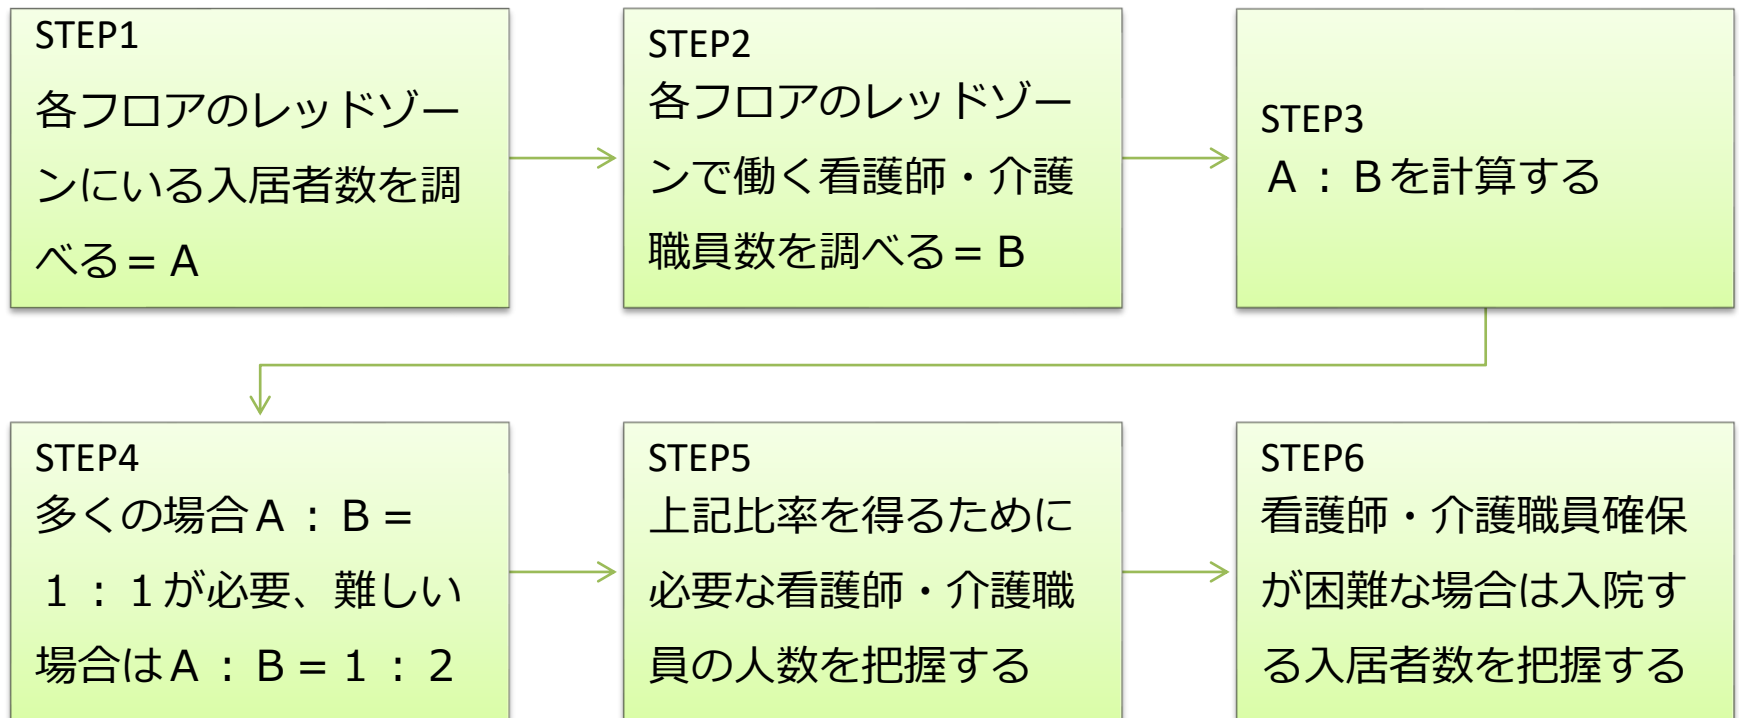 STEP1
各フロアのレッドゾー
ンにいる入居者数を調
べる=A
STEP2
各フロアのレッドゾー
ンで働く看護師・介護
職員数を調べる=B
STEP3
A:Bを計算する
STEP4
多くの場合A:B=
1:1が必要、難しい
場合はA:B=1:2
STEP5
上記比率を得るために
必要な看護師・介護職
員の人数を把握する
STEP6
看護師・介護職員確保
が困難な場合は入院す
る入居者数を把握する